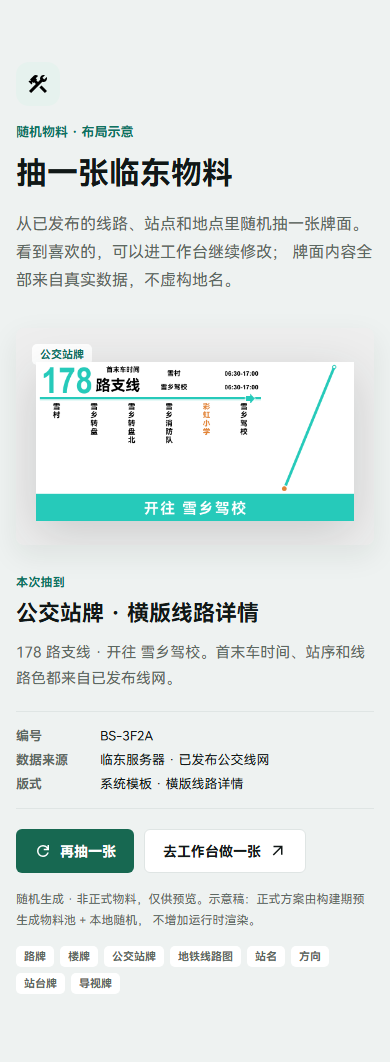 随机物料 · 布局示意
抽一张临东物料
从已发布的线路、站点和地点里随机抽一张牌面。
看到喜欢的，可以进工作台继续修改； 牌面内容全
部来自真实数据，不虚构地名。
公交站牌
178 路支线
首末车时间
雪村 06:30-17:00
雪乡驾校 06:30-17:00
雪村
雪乡转盘
雪乡转盘北
雪乡消防队
彩虹小学
雪乡驾校
开往 雪乡驾校
本次抽到
公交站牌 · 横版线路详情
178 路支线 · 开往 雪乡驾校。首末车时间、站序和线
路色都来自已发布线网。
编号 BS-3F2A
数据来源 临东服务器 · 已发布公交线网
版式 系统模板 · 横版线路详情
再抽一张 去工作台做一张
随机生成 · 非正式物料，仅供预览。示意稿：正式方案由构建期预
生成物料池 + 本地随机， 不增加运行时渲染。
路牌 楼牌 公交站牌 地铁线路图 站名 方向
站台牌 导视牌